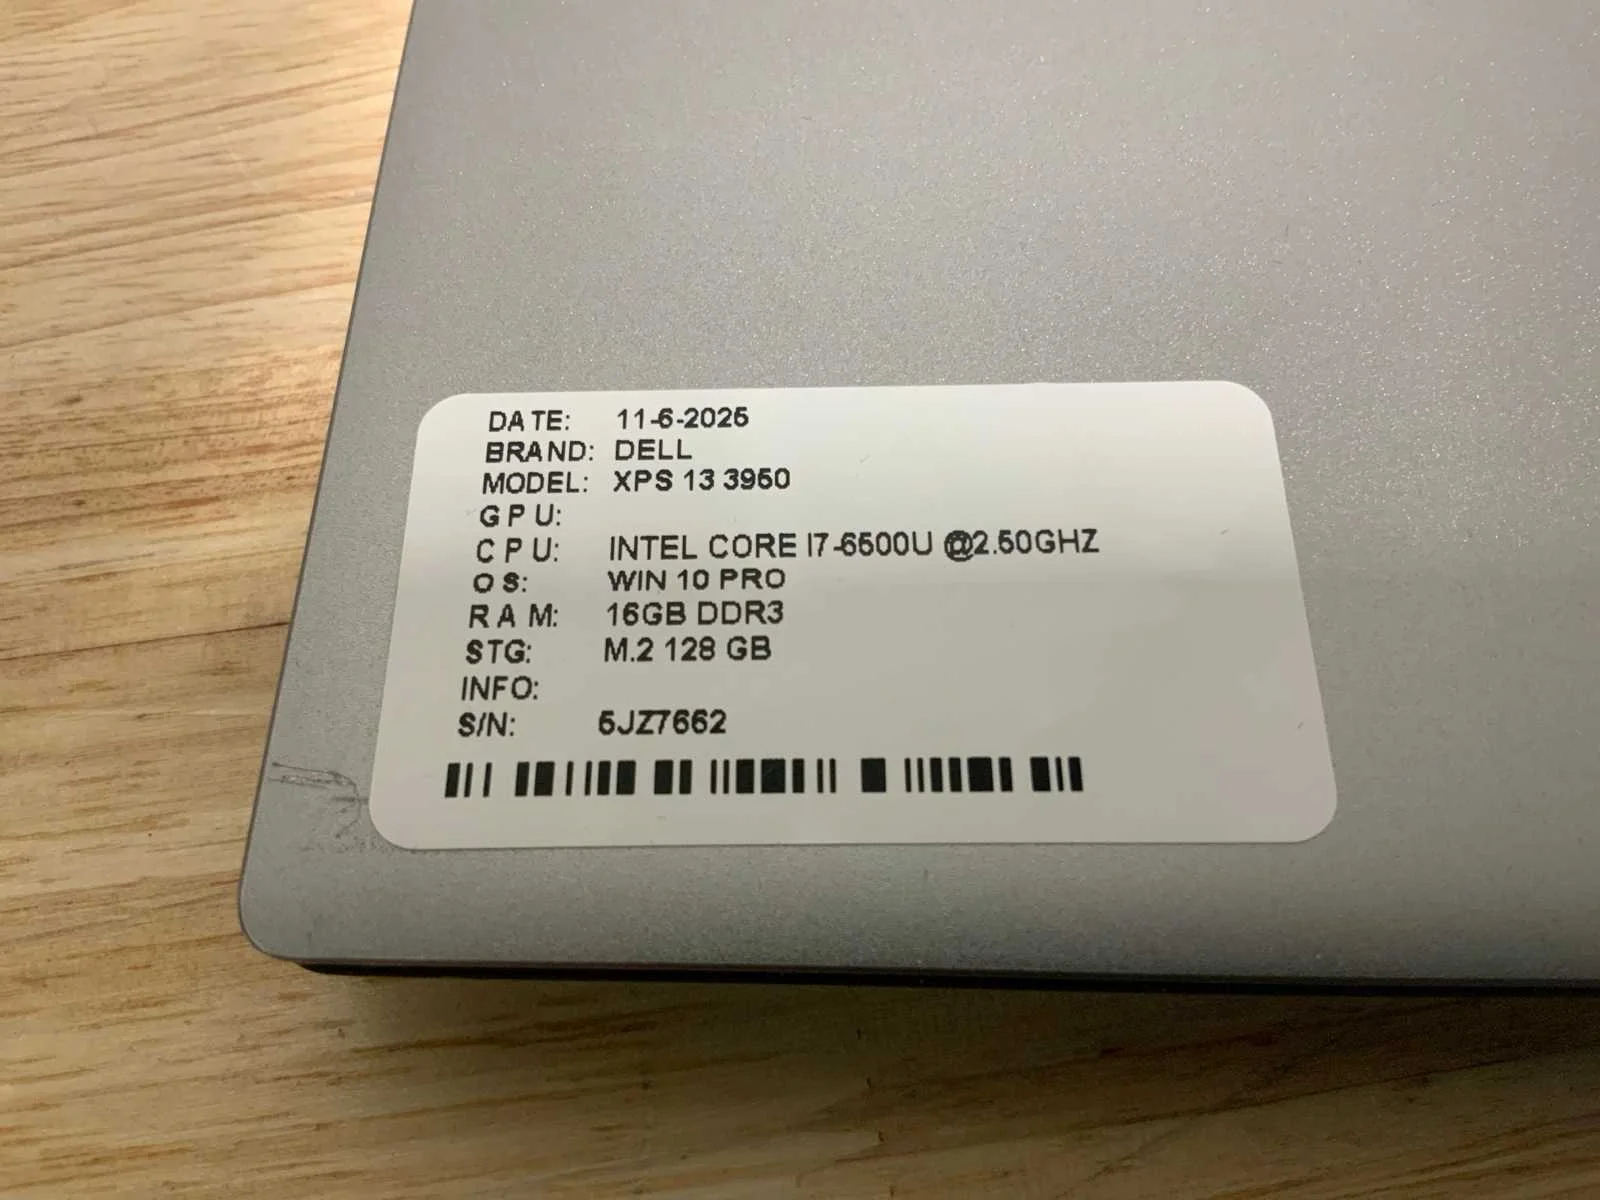 DATE: 11-6-2025
BRAND: DELL
MODEL: XPS 13 3950
GPU:
CPU: INTEL CORE I7-6500U @2.50GHZ
OS: WIN 10 PRO
RAM: 16GB DDR3
STG: M.2 128 GB
INFO:
S/N: 5JZ7662